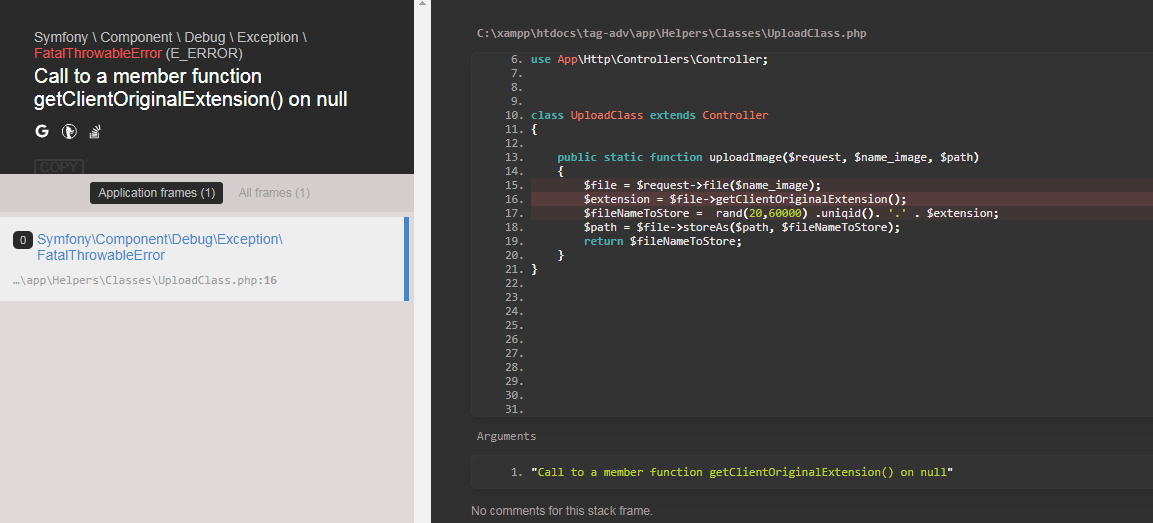 Symfony \ Component \ Debug \ Exception \
FatalThrowableError (E_ERROR)
Call to a member function
getClientOriginalExtension() on null
COPY
Application frames (1) All frames (1)
0 Symfony\Component\Debug\Exception\
FatalThrowableError
…\app\Helpers\Classes\UploadClass.php:16
C:\xampp\htdocs\tag-adv\app\Helpers\Classes\UploadClass.php
6. use App\Http\Controllers\Controller;
7.
8.
9.
10. class UploadClass extends Controller
11. {
12.
13.     public static function uploadImage($request, $name_image, $path)
14.     {
15.         $file = $request->file($name_image);
16.         $extension = $file->getClientOriginalExtension();
17.         $fileNameToStore =  rand(20,60000) .uniqid(). '.' . $extension;
18.         $path = $file->storeAs($path, $fileNameToStore);
19.         return $fileNameToStore;
20.     }
21. }
22.
23.
24.
25.
26.
27.
28.
29.
30.
31.
Arguments
1. "Call to a member function getClientOriginalExtension() on null"
No comments for this stack frame.